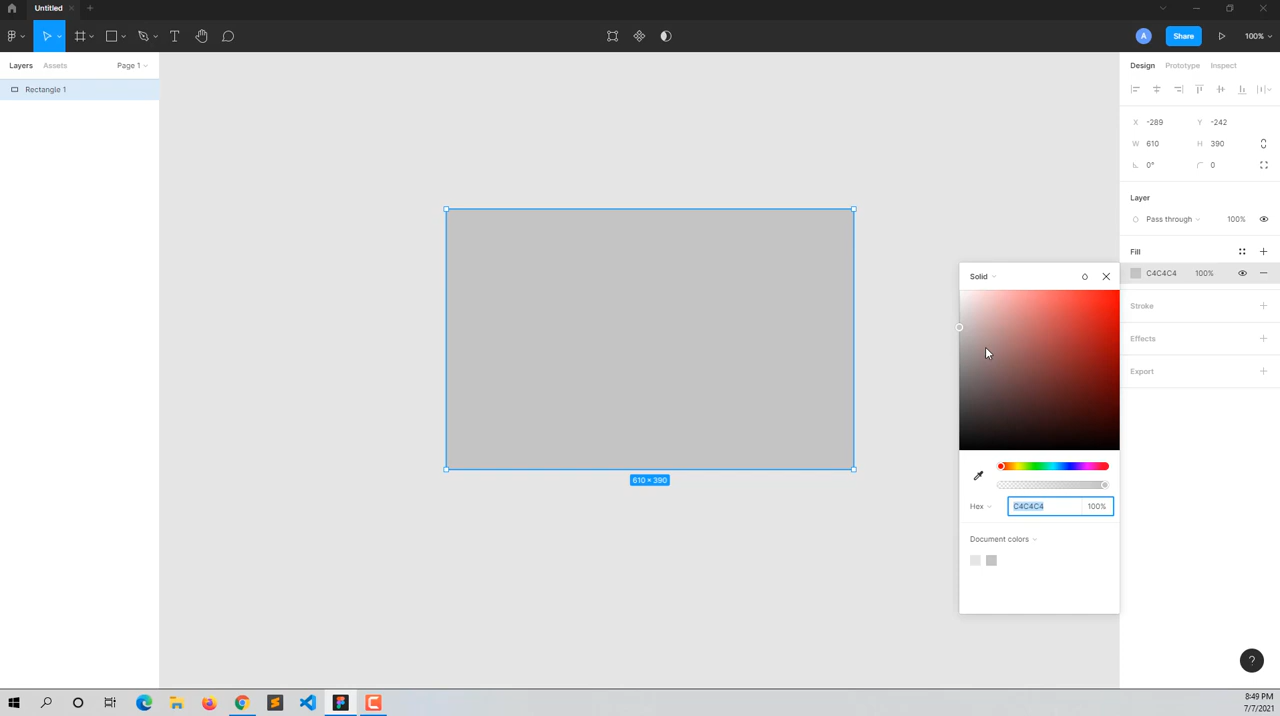 Untitled
Share
100%
Layers
Assets
Page 1
Design
Prototype
Inspect
Rectangle 1
X -289
Y -242
W 610
H 390
0°
0
Layer
Pass through
100%
Fill
C4C4C4
100%
Stroke
Effects
Export
Solid
Hex
C4C4C4
100%
Document colors
610 × 390
A
?
8:49 PM
7/7/2021